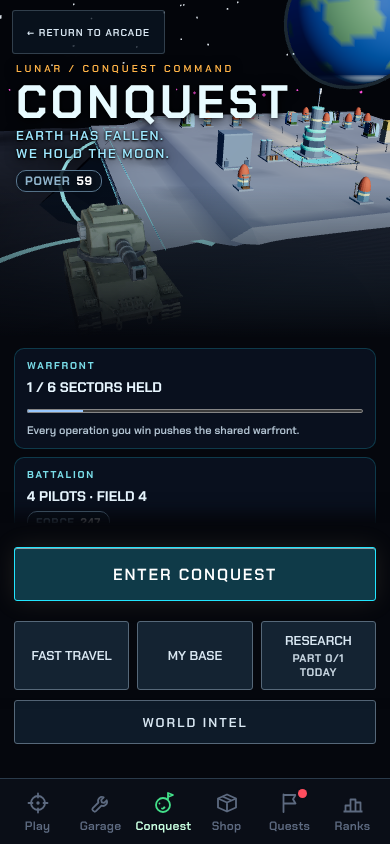 ← RETURN TO ARCADE
LUNAR / CONQUEST COMMAND
CONQUEST
EARTH HAS FALLEN.
WE HOLD THE MOON.
POWER 59
WARFRONT
1 / 6 SECTORS HELD
Every operation you win pushes the shared warfront.
BATTALION
4 PILOTS · FIELD 4
FORCE 247
ENTER CONQUEST
FAST TRAVEL
MY BASE
RESEARCH
PART 0/1
TODAY
WORLD INTEL
Play
Garage
Conquest
Shop
Quests
Ranks